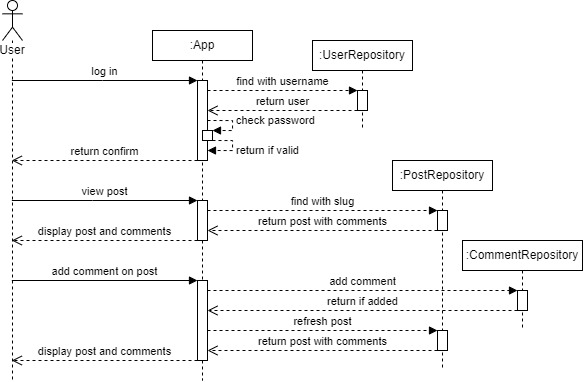 :App
:UserRepository
User
log in
find with username
return user
check password
return confirm
return if valid
:PostRepository
view post
find with slug
return post with comments
display post and comments
:CommentRepository
add comment on post
add comment
return if added
refresh post
return post with comments
display post and comments